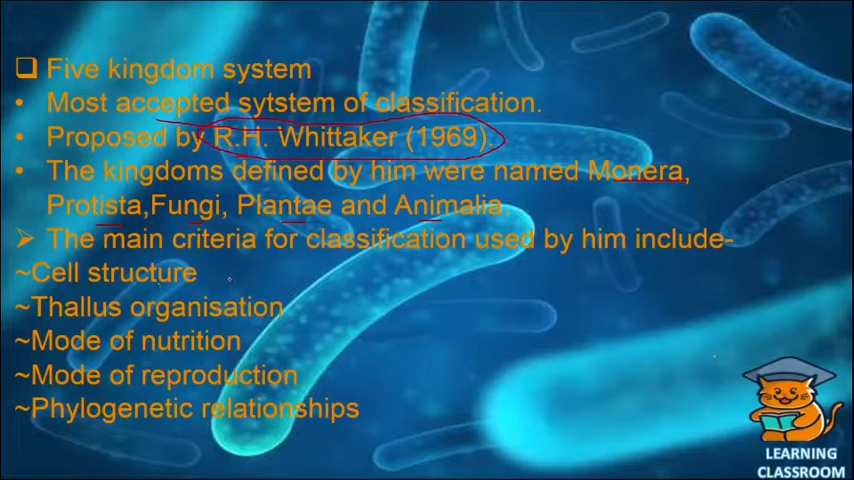 ❑ Five kingdom system
• Most accepted sytstem of classification.
• Proposed by R.H. Whittaker (1969).
• The kingdoms defined by him were named Monera,
Protista,Fungi, Plantae and Animalia.
➢ The main criteria for classification used by him include-
~Cell structure
~Thallus organisation
~Mode of nutrition
~Mode of reproduction
~Phylogenetic relationships
LEARNING
CLASSROOM